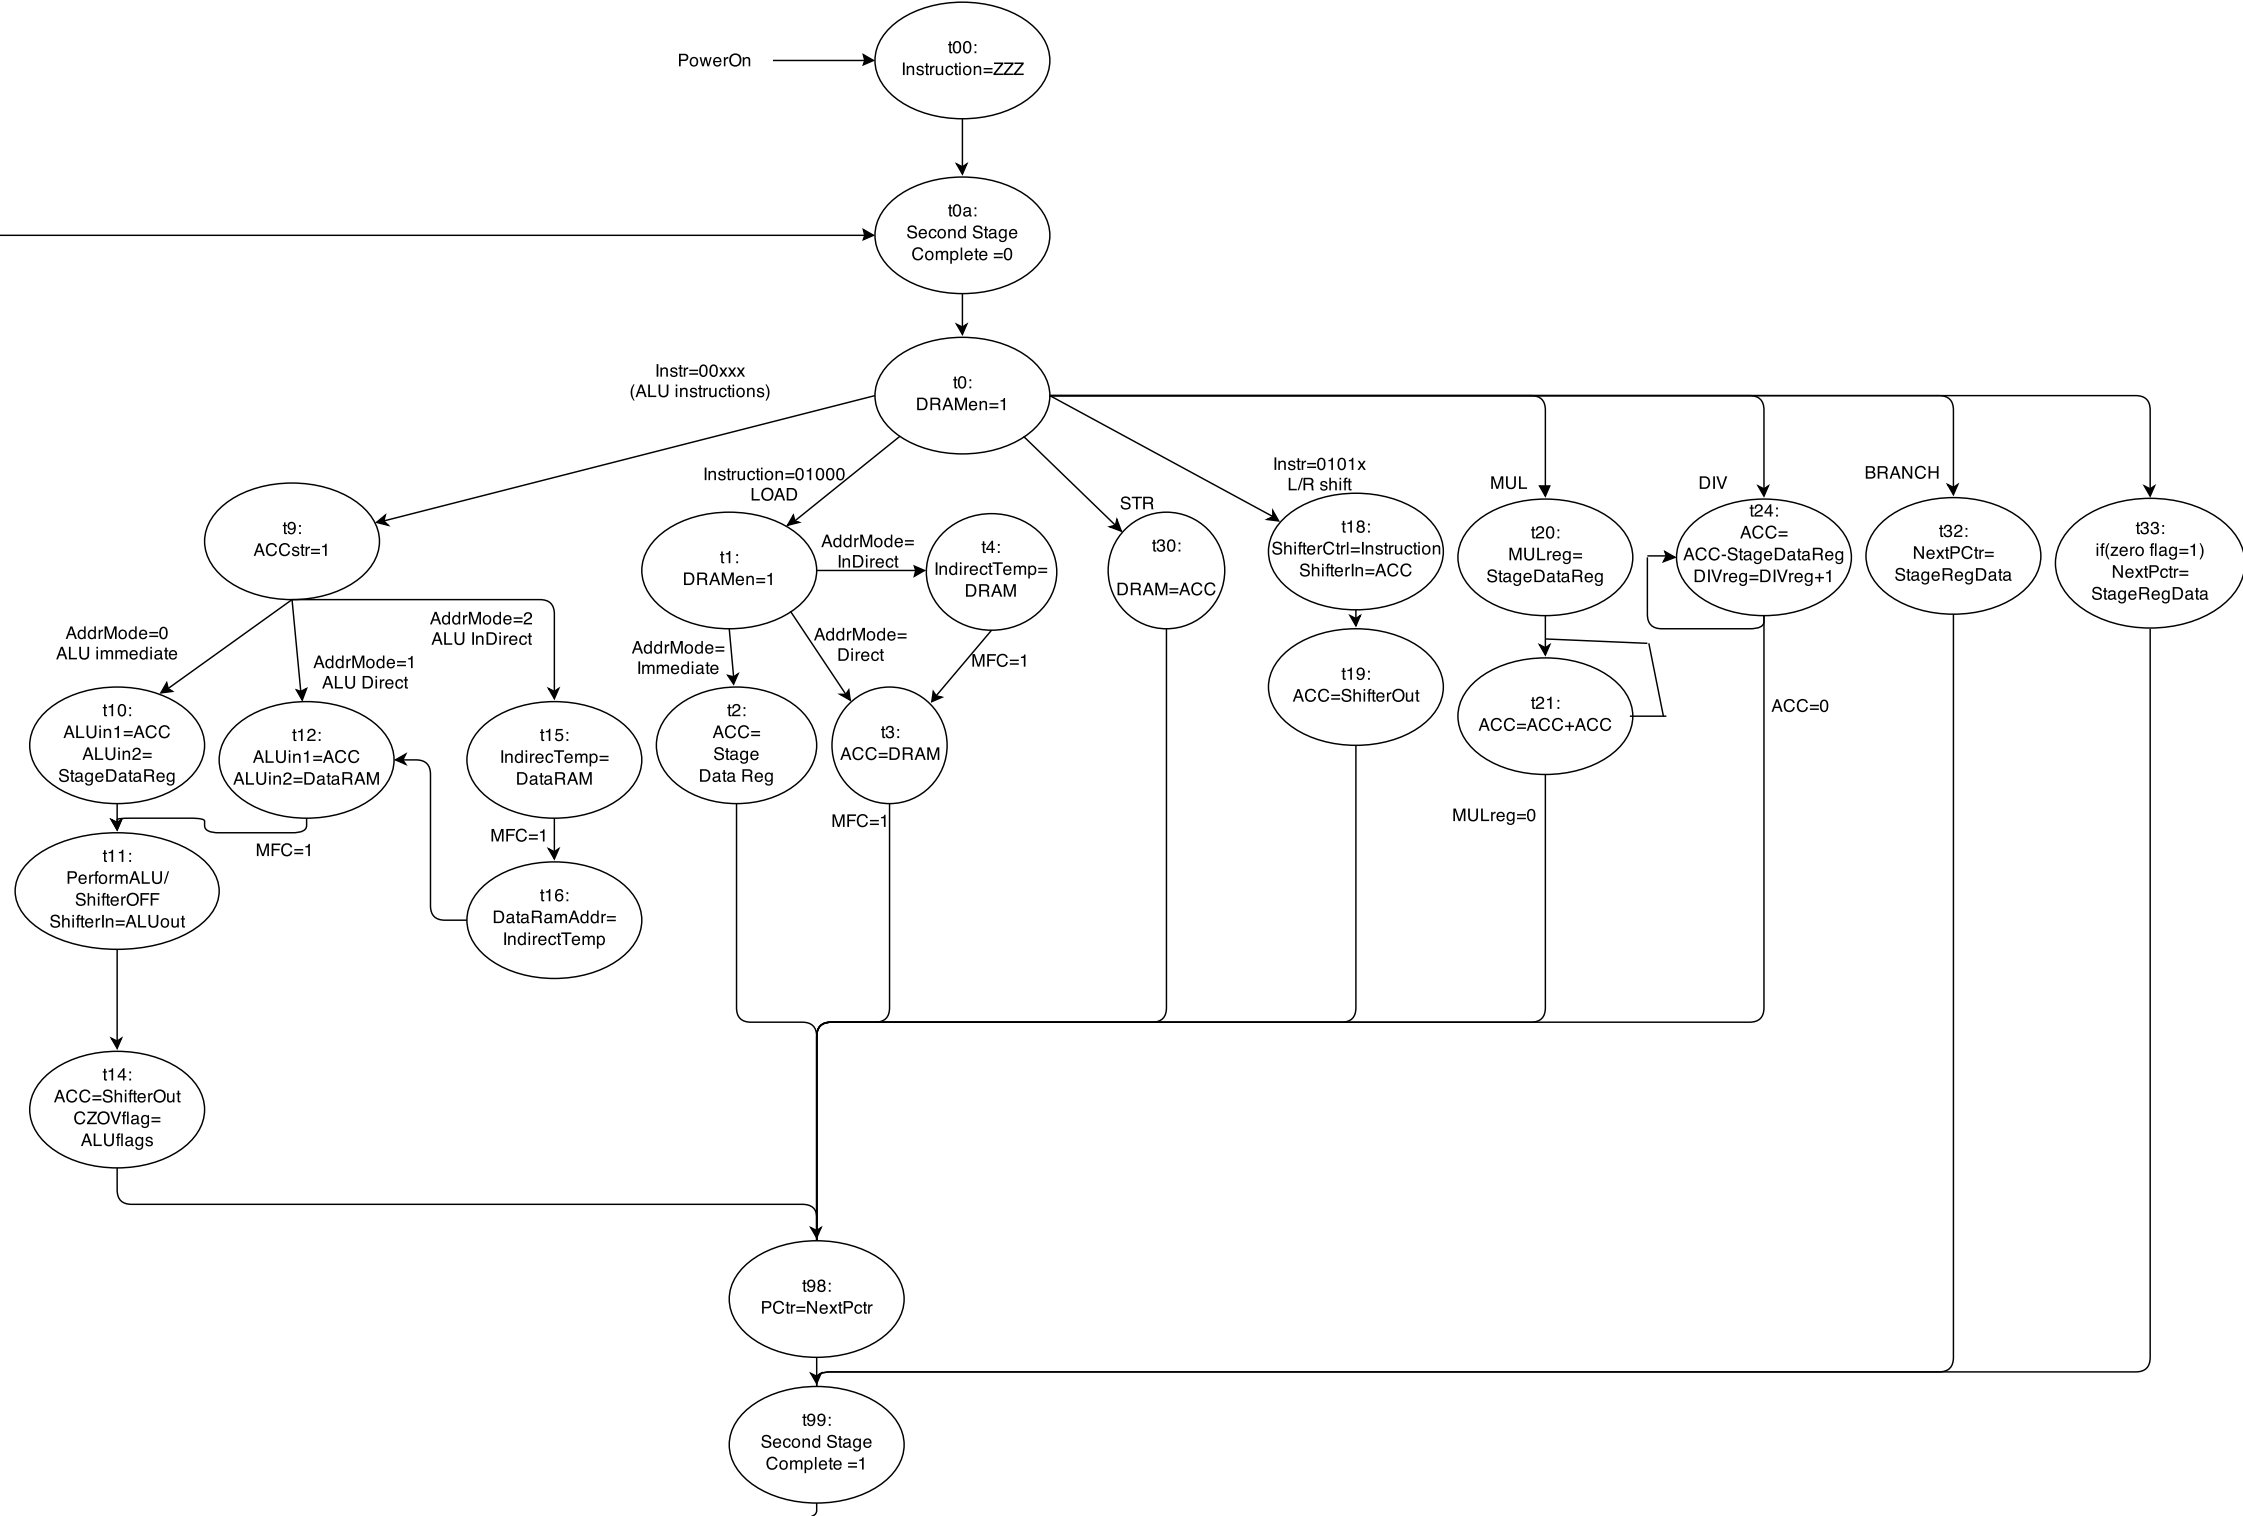 t00:
Instruction=ZZZ
PowerOn
t0a:
Second Stage
Complete =0
t0:
DRAMen=1
Instr=00xxx
(ALU instructions)
Instruction=01000
LOAD
STR
Instr=0101x
L/R shift
MUL
DIV
BRANCH
t9:
ACCstr=1
t1:
DRAMen=1
AddrMode=
InDirect
t4:
IndirectTemp=
DRAM
t30:
DRAM=ACC
t18:
ShifterCtrl=Instruction
ShifterIn=ACC
t20:
MULreg=
StageDataReg
t24:
ACC=
ACC-StageDataReg
DIVreg=DIVreg+1
t32:
NextPCtr=
StageRegData
t33:
if(zero flag=1)
NextPctr=
StageRegData
AddrMode=0
ALU immediate
AddrMode=1
ALU Direct
AddrMode=2
ALU InDirect
AddrMode=
Immediate
AddrMode=
Direct
MFC=1
t10:
ALUin1=ACC
ALUin2=
StageDataReg
t12:
ALUin1=ACC
ALUin2=DataRAM
t15:
IndirecTemp=
DataRAM
t2:
ACC=
Stage
Data Reg
t3:
ACC=DRAM
t19:
ACC=ShifterOut
t21:
ACC=ACC+ACC
ACC=0
MFC=1
MFC=1
MFC=1
MULreg=0
t11:
PerformALU/
ShifterOFF
ShifterIn=ALUout
t16:
DataRamAddr=
IndirectTemp
t14:
ACC=ShifterOut
CZOVflag=
ALUflags
t98:
PCtr=NextPctr
t99:
Second Stage
Complete =1